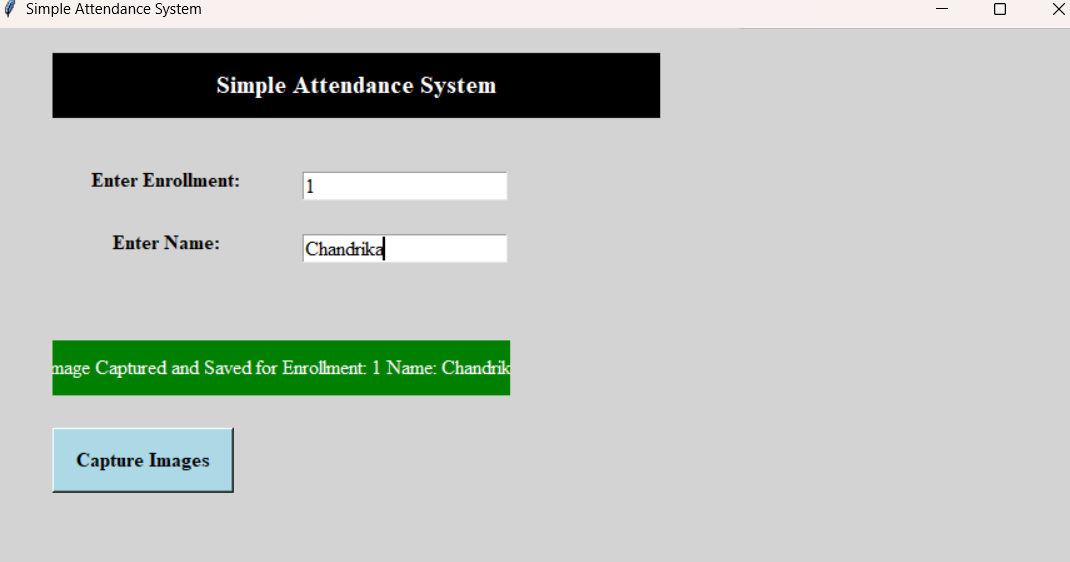 Simple Attendance System
Simple Attendance System
Enter Enrollment: 1
Enter Name: Chandrika
mage Captured and Saved for Enrollment: 1 Name: Chandrik
Capture Images